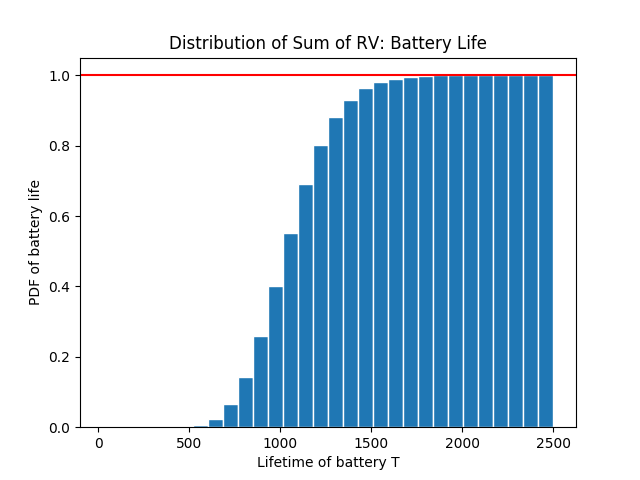 Distribution of Sum of RV: Battery Life
1.0
0.8
0.6
0.4
0.2
0.0
PDF of battery life
0 500 1000 1500 2000 2500
Lifetime of battery T